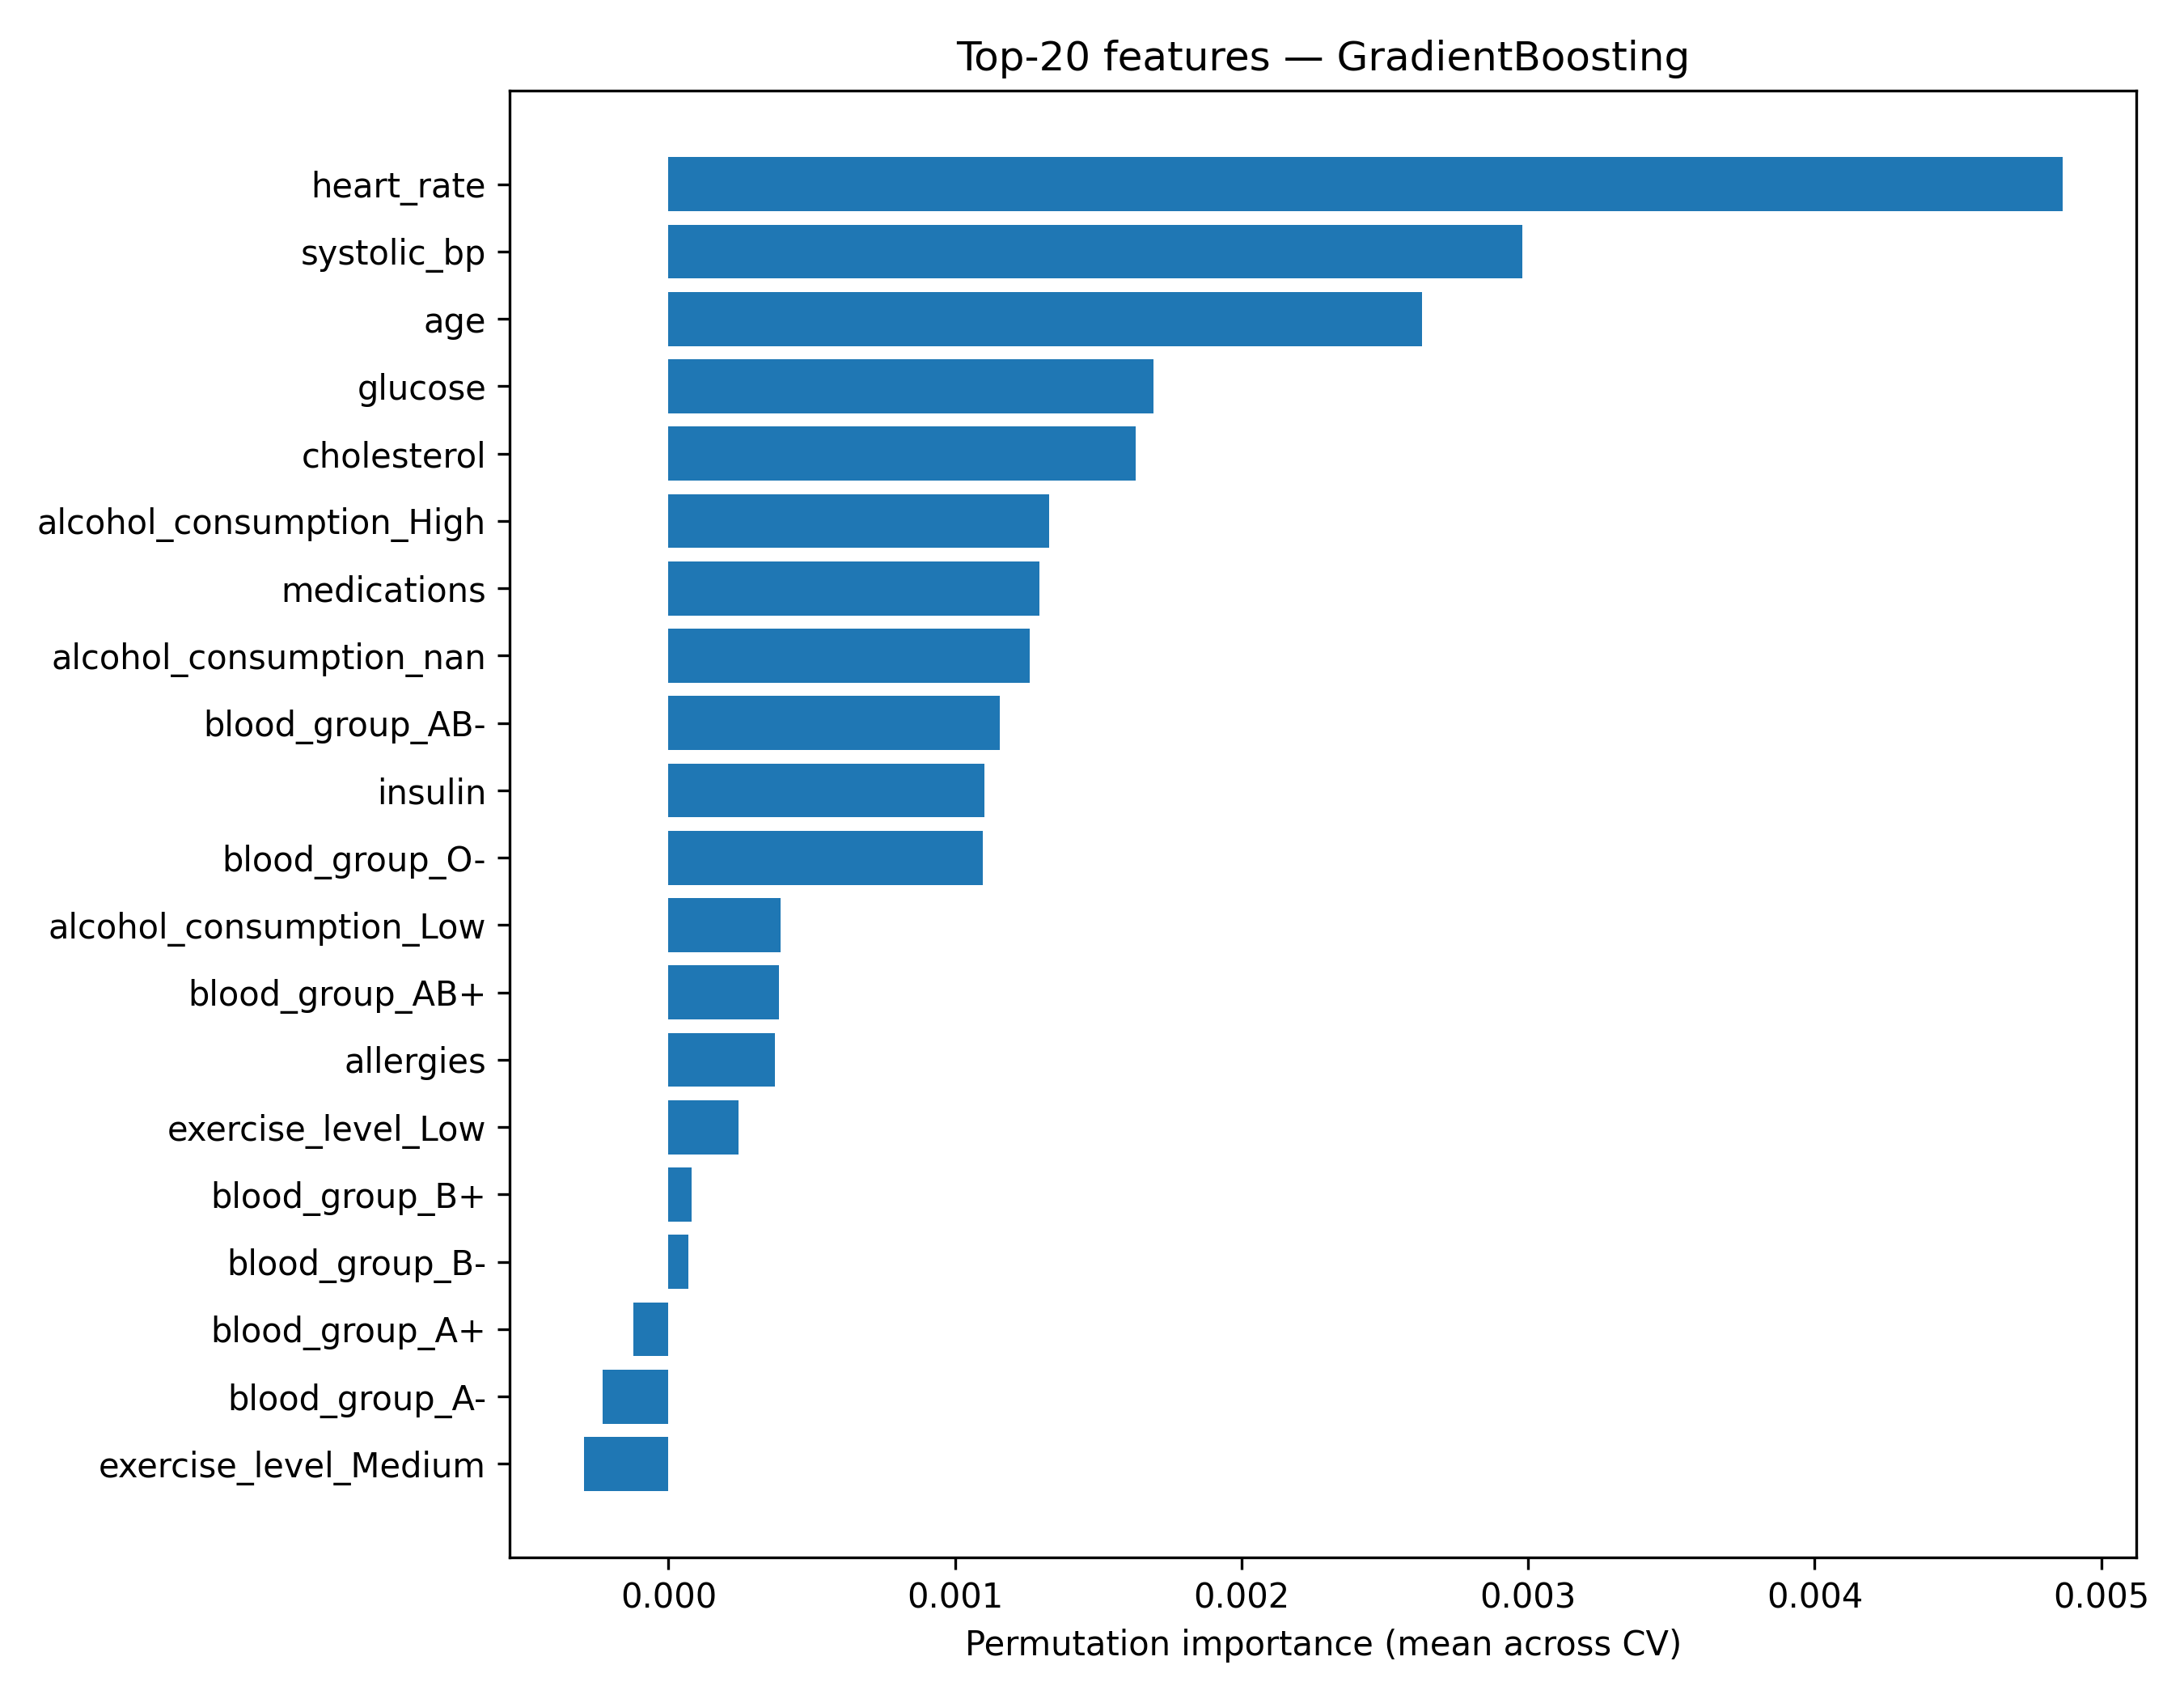 Top-20 features — GradientBoosting
heart_rate
systolic_bp
age
glucose
cholesterol
alcohol_consumption_High
medications
alcohol_consumption_nan
blood_group_AB-
insulin
blood_group_O-
alcohol_consumption_Low
blood_group_AB+
allergies
exercise_level_Low
blood_group_B+
blood_group_B-
blood_group_A+
blood_group_A-
exercise_level_Medium
0.000 0.001 0.002 0.003 0.004 0.005
Permutation importance (mean across CV)